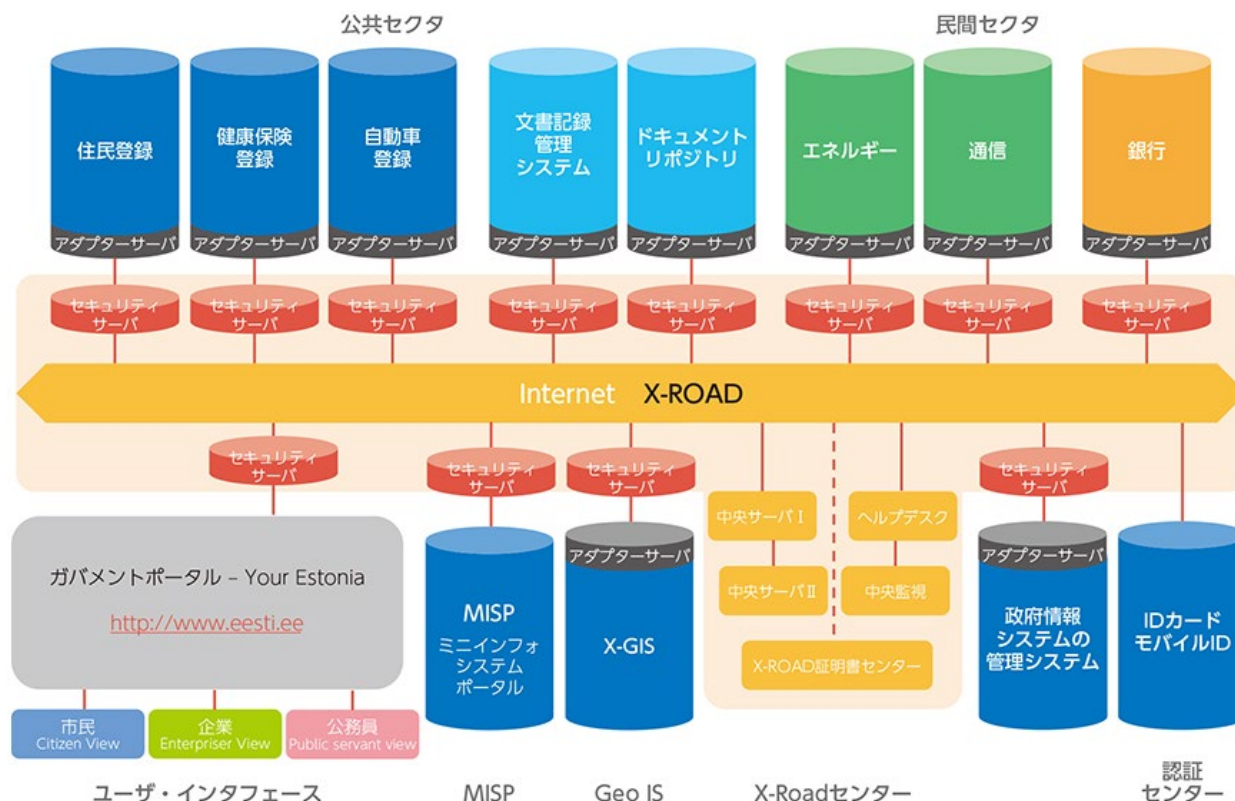 公共セクタ
民間セクタ
住民登録
健康保険
登録
自動車
登録
文書記録
管理
システム
ドキュメント
リポジトリ
エネルギー
通信
銀行
アダプターサーバ
アダプターサーバ
アダプターサーバ
アダプターサーバ
アダプターサーバ
アダプターサーバ
アダプターサーバ
アダプターサーバ
セキュリティ
サーバ
セキュリティ
サーバ
セキュリティ
サーバ
セキュリティ
サーバ
セキュリティ
サーバ
セキュリティ
サーバ
セキュリティ
サーバ
セキュリティ
サーバ
Internet X-ROAD
セキュリティ
サーバ
セキュリティ
サーバ
セキュリティ
サーバ
セキュリティ
サーバ
ガバメントポータル – Your Estonia
http://www.eesti.ee
市民
Citizen View
企業
Enterpriser View
公務員
Public servant view
MISP
ミニインフォ
システム
ポータル
アダプターサーバ
X-GIS
中央サーバ I
中央サーバ II
ヘルプデスク
中央監視
X-ROAD証明書センター
アダプターサーバ
政府情報
システムの
管理システム
IDカード
モバイルID
ユーザ・インタフェース
MISP
Geo IS
X-Roadセンター
認証
センター